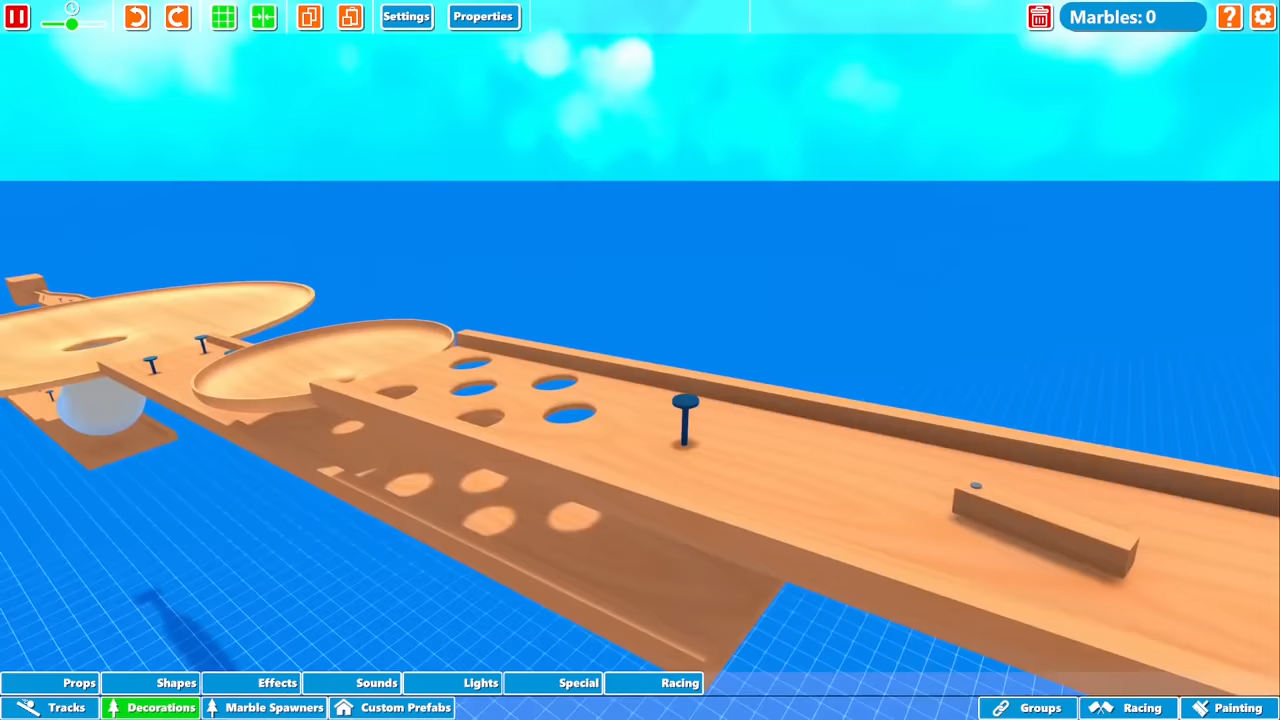 Settings
Properties
Marbles: 0
?
Props
Shapes
Effects
Sounds
Lights
Special
Racing
Tracks
Decorations
Marble Spawners
Custom Prefabs
Groups
Racing
Painting